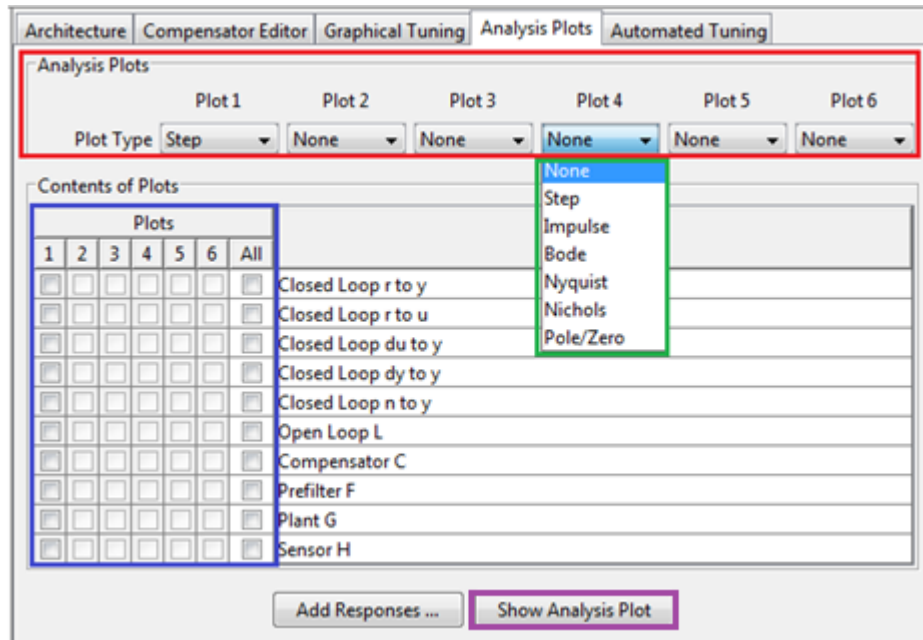 Architecture Compensator Editor Graphical Tuning Analysis Plots Automated Tuning
Analysis Plots
Plot 1 Plot 2 Plot 3 Plot 4 Plot 5 Plot 6
Plot Type Step None None None None None
None
Step
Impulse
Bode
Nyquist
Nichols
Pole/Zero
Contents of Plots
Plots
1 2 3 4 5 6 All
Closed Loop r to y
Closed Loop r to u
Closed Loop du to y
Closed Loop dy to y
Closed Loop n to y
Open Loop L
Compensator C
Prefilter F
Plant G
Sensor H
Add Responses ... Show Analysis Plot